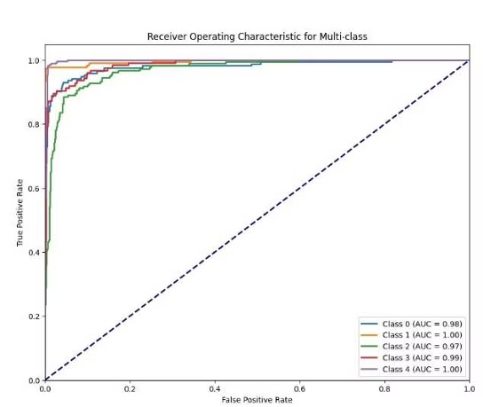 Receiver Operating Characteristic for Multi-class
True Positive Rate
1.0
0.8
0.6
0.4
0.2
0.0
0.0 0.2 0.4 0.6 0.8 1.0
False Positive Rate
Class 0 (AUC = 0.98)
Class 1 (AUC = 1.00)
Class 2 (AUC = 0.97)
Class 3 (AUC = 0.99)
Class 4 (AUC = 1.00)